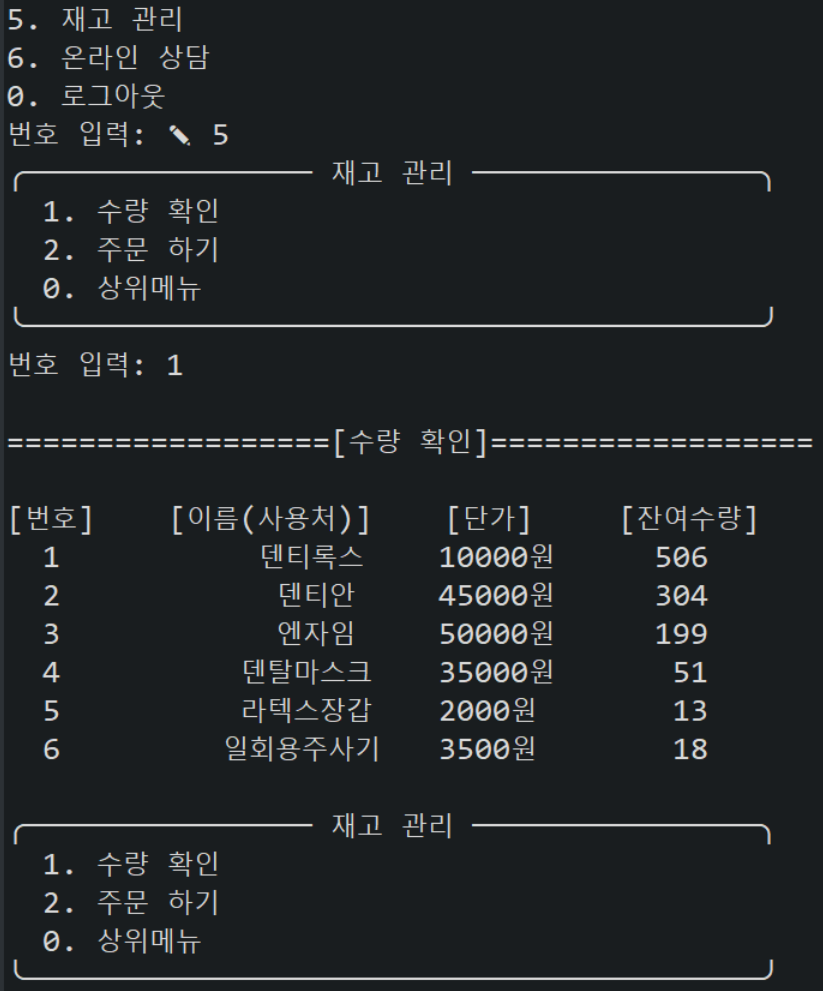 5. 재고 관리
6. 온라인 상담
0. 로그아웃
번호 입력: ✎ 5
재고 관리
1. 수량 확인
2. 주문 하기
0. 상위메뉴
번호 입력: 1
==================[수량 확인]==================
[번호] [이름(사용처)] [단가] [잔여수량]
1 덴티록스 10000원 506
2 덴티안 45000원 304
3 엔자임 50000원 199
4 덴탈마스크 35000원 51
5 라텍스장갑 2000원 13
6 일회용주사기 3500원 18
재고 관리
1. 수량 확인
2. 주문 하기
0. 상위메뉴